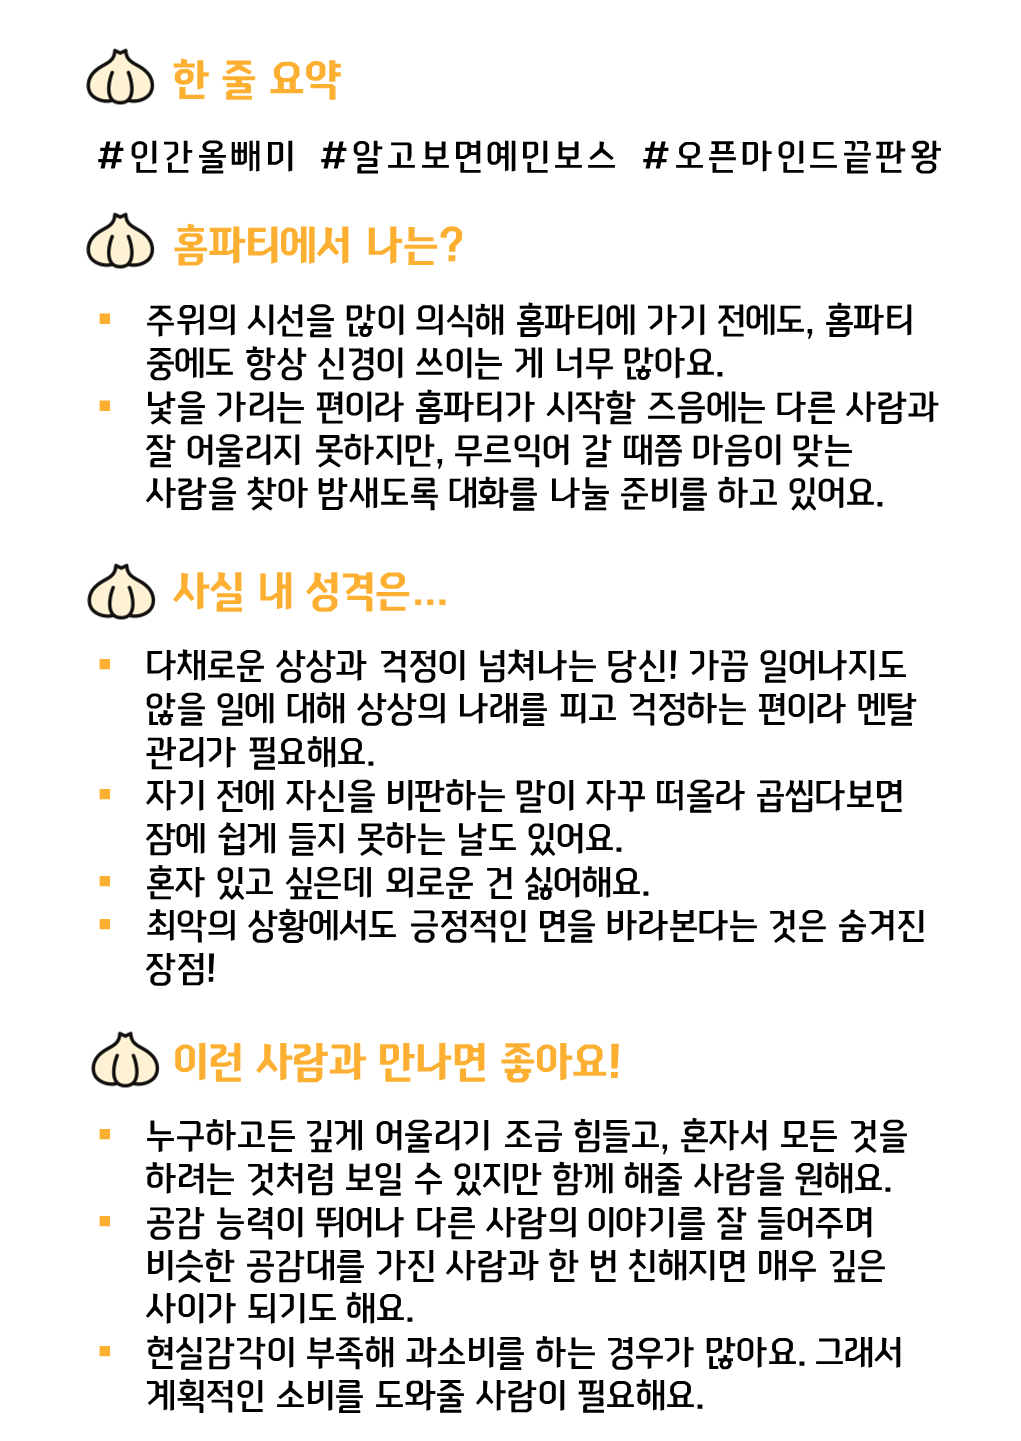 한 줄 요약
#인간올빼미 #알고보면예민보스 #오픈마인드끝판왕
홈파티에서 나는?
▪ 주위의 시선을 많이 의식해 홈파티에 가기 전에도, 홈파티
중에도 항상 신경이 쓰이는 게 너무 많아요.
▪ 낯을 가리는 편이라 홈파티가 시작할 즈음에는 다른 사람과
잘 어울리지 못하지만, 무르익어 갈 때쯤 마음이 맞는
사람을 찾아 밤새도록 대화를 나눌 준비를 하고 있어요.
사실 내 성격은...
▪ 다채로운 상상과 걱정이 넘쳐나는 당신! 가끔 일어나지도
않을 일에 대해 상상의 나래를 피고 걱정하는 편이라 멘탈
관리가 필요해요.
▪ 자기 전에 자신을 비판하는 말이 자꾸 떠올라 곱씹다보면
잠에 쉽게 들지 못하는 날도 있어요.
▪ 혼자 있고 싶은데 외로운 건 싫어해요.
▪ 최악의 상황에서도 긍정적인 면을 바라본다는 것은 숨겨진
장점!
이런 사람과 만나면 좋아요!
▪ 누구하고든 깊게 어울리기 조금 힘들고, 혼자서 모든 것을
하려는 것처럼 보일 수 있지만 함께 해줄 사람을 원해요.
▪ 공감 능력이 뛰어나 다른 사람의 이야기를 잘 들어주며
비슷한 공감대를 가진 사람과 한 번 친해지면 매우 깊은
사이가 되기도 해요.
▪ 현실감각이 부족해 과소비를 하는 경우가 많아요. 그래서
계획적인 소비를 도와줄 사람이 필요해요.